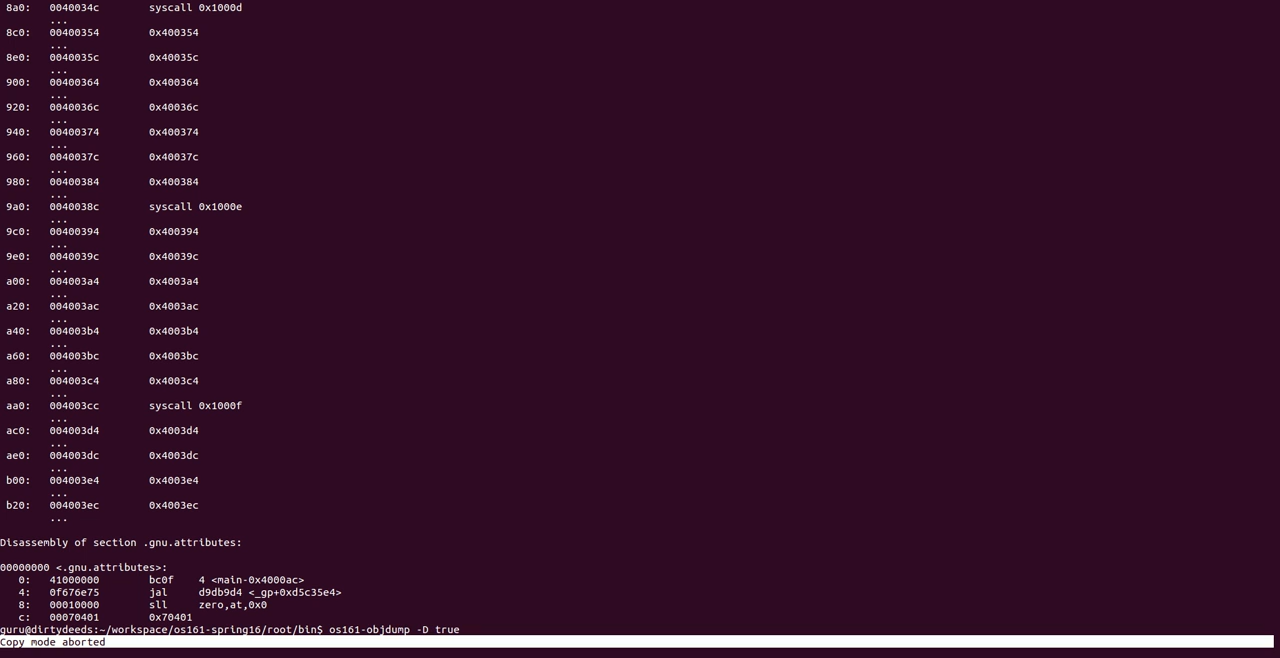 8a0: 0040034c syscall 0x1000d
...
8c0: 00400354 0x400354
...
8e0: 0040035c 0x40035c
...
900: 00400364 0x400364
...
920: 0040036c 0x40036c
...
940: 00400374 0x400374
...
960: 0040037c 0x40037c
...
980: 00400384 0x400384
...
9a0: 0040038c syscall 0x1000e
...
9c0: 00400394 0x400394
...
9e0: 0040039c 0x40039c
...
a00: 004003a4 0x4003a4
...
a20: 004003ac 0x4003ac
...
a40: 004003b4 0x4003b4
...
a60: 004003bc 0x4003bc
...
a80: 004003c4 0x4003c4
...
aa0: 004003cc syscall 0x1000f
...
ac0: 004003d4 0x4003d4
...
ae0: 004003dc 0x4003dc
...
b00: 004003e4 0x4003e4
...
b20: 004003ec 0x4003ec
...
Disassembly of section .gnu.attributes:
00000000 <.gnu.attributes>:
0: 41000000 bc0f 4 <main-0x4000ac>
4: 0f676e75 jal d9db9d4 <_gp+0xd5c35e4>
8: 00010000 sll zero,at,0x0
c: 00070401 0x70401
guru@dirtydeeds:~/workspace/os161-spring16/root/bin$ os161-objdump -D true
Copy mode aborted